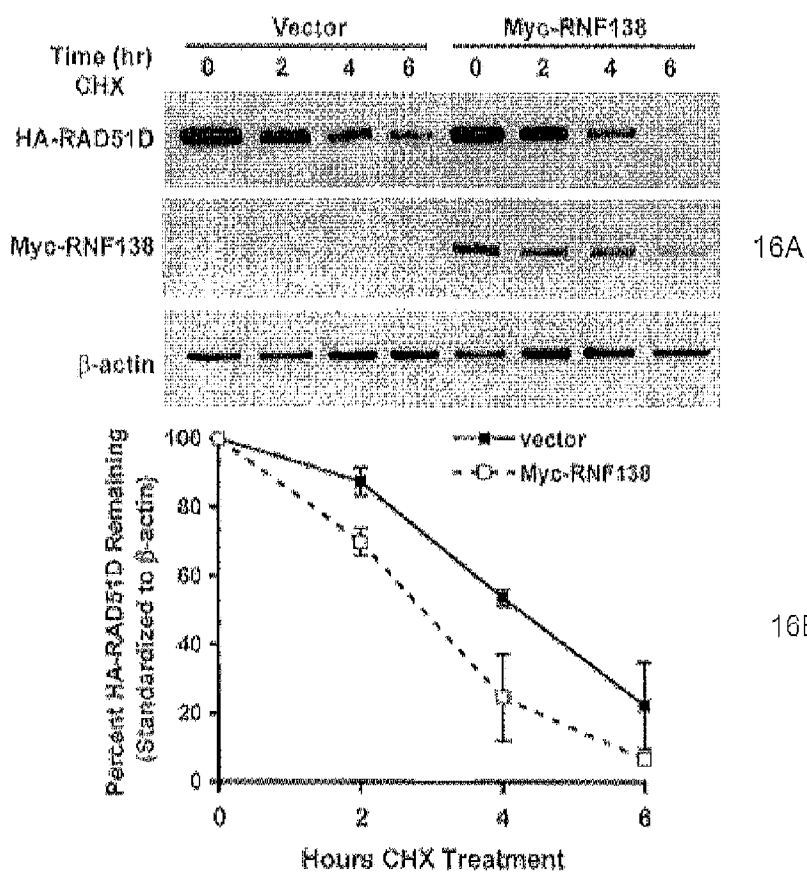 Vector Myc-RNF138
Time (hr) 0 2 4 6 0 2 4 6
CHX
HA-RAD51D
Myc-RNF138
16A
β-actin
Percent HA-RAD51D Remaining
(Standardized to β-actin)
100
80
60
40
20
0
vector
Myc-RNF138
16B
0 2 4 6
Hours CHX Treatment